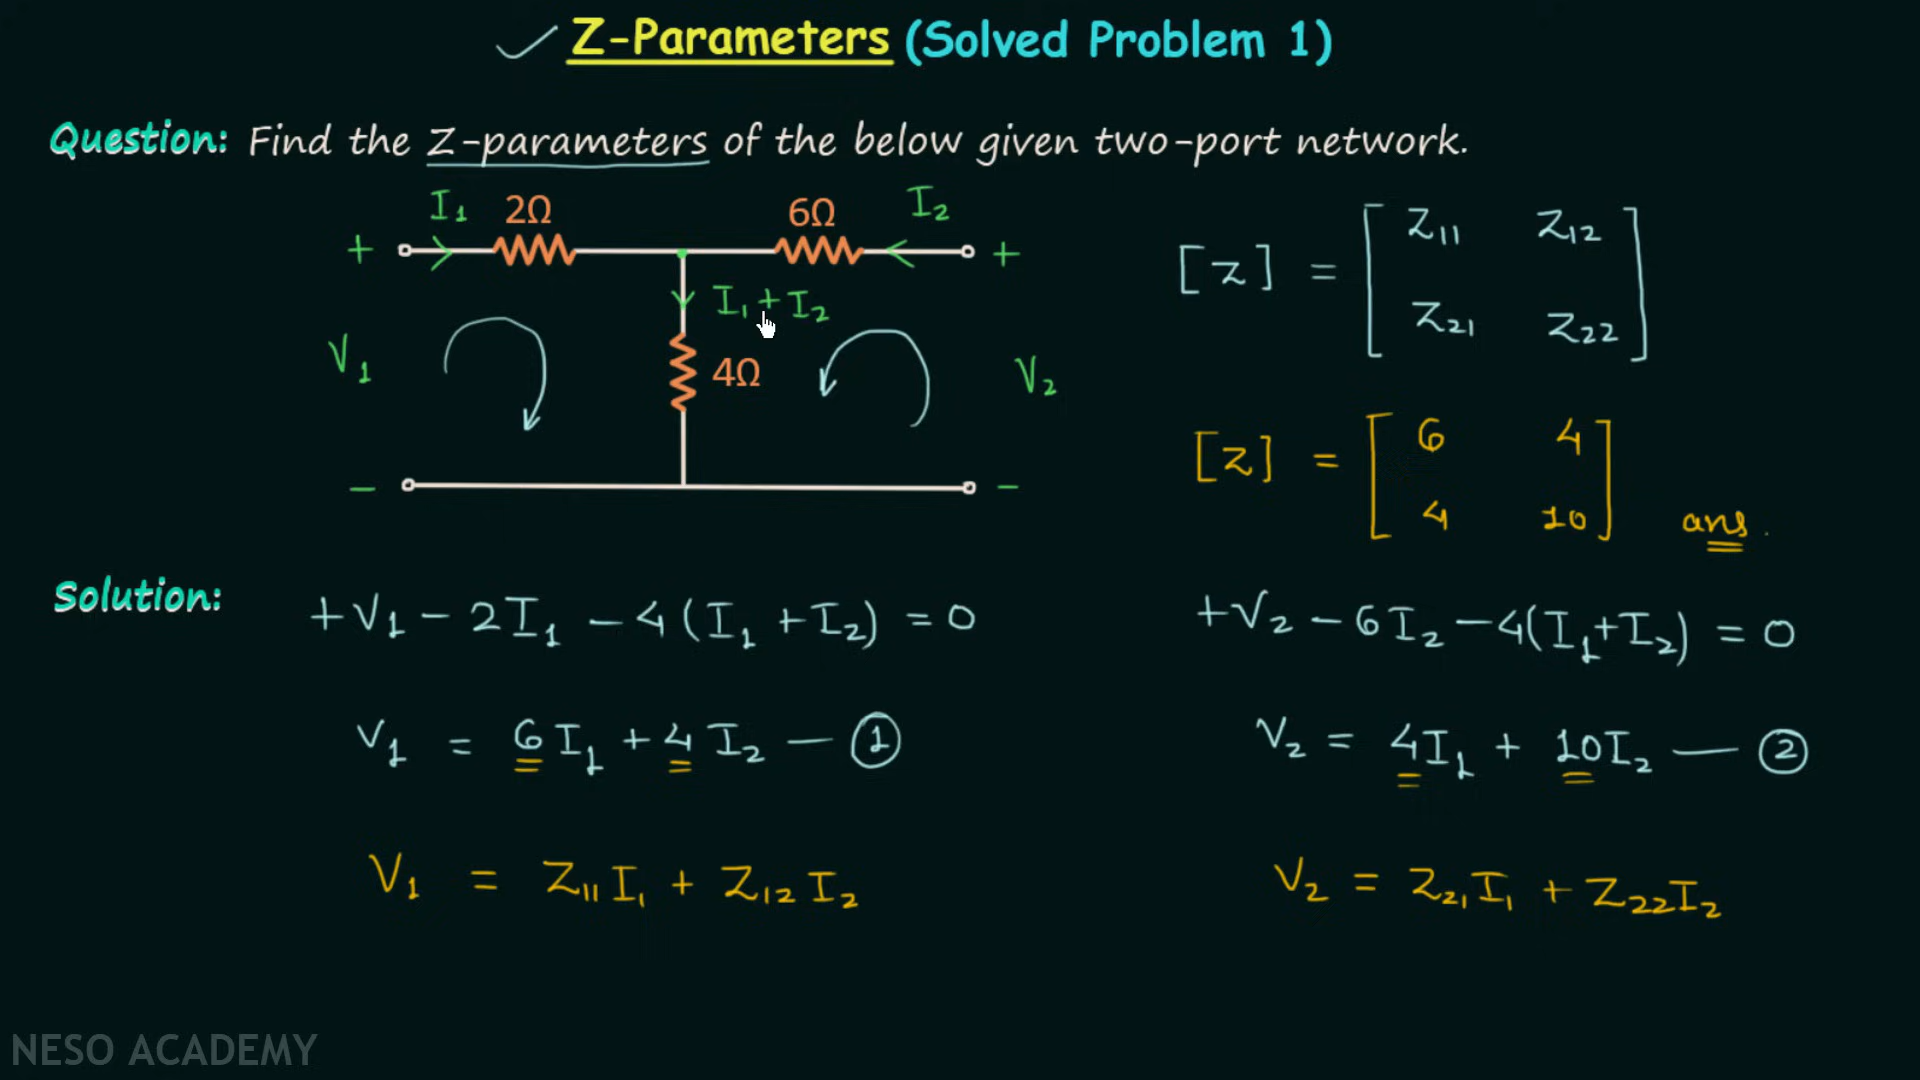 Z-Parameters (Solved Problem 1)
Question: Find the Z-parameters of the below given two-port network.
I₁ 2Ω 6Ω I₂
+ +
I₁ + I₂
V₁ 4Ω V₂
- -
[z] = [ Z₁₁ Z₁₂
Z₂₁ Z₂₂ ]
[z] = [ 6 4
4 10 ] ans.
Solution: +V₁ - 2I₁ - 4(I₁ + I₂) = 0
V₁ = 6I₁ + 4I₂ — ①
V₁ = Z₁₁I₁ + Z₁₂I₂
+V₂ - 6I₂ - 4(I₁+I₂) = 0
V₂ = 4I₁ + 10I₂ — ②
V₂ = Z₂₁I₁ + Z₂₂I₂
NESO ACADEMY